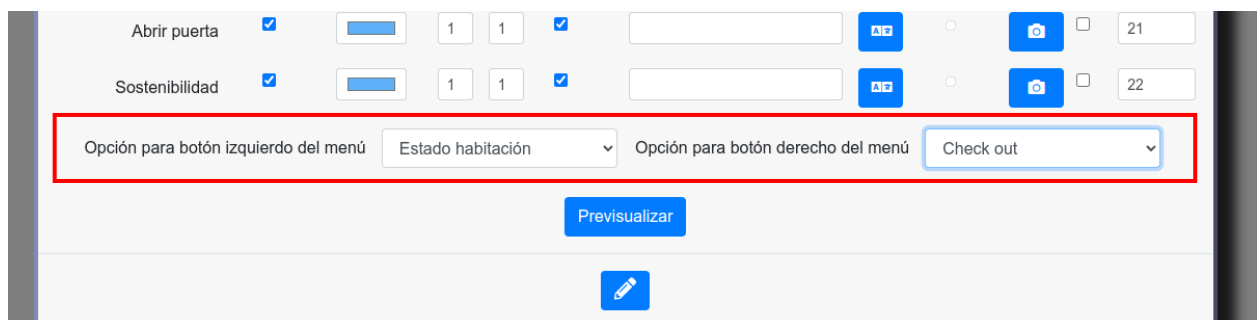 Abrir puerta 1 1 A 21
Sostenibilidad 1 1 A 22
Opción para botón izquierdo del menú Estado habitación Opción para botón derecho del menú Check out
Previsualizar